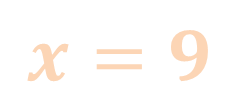 x = 9